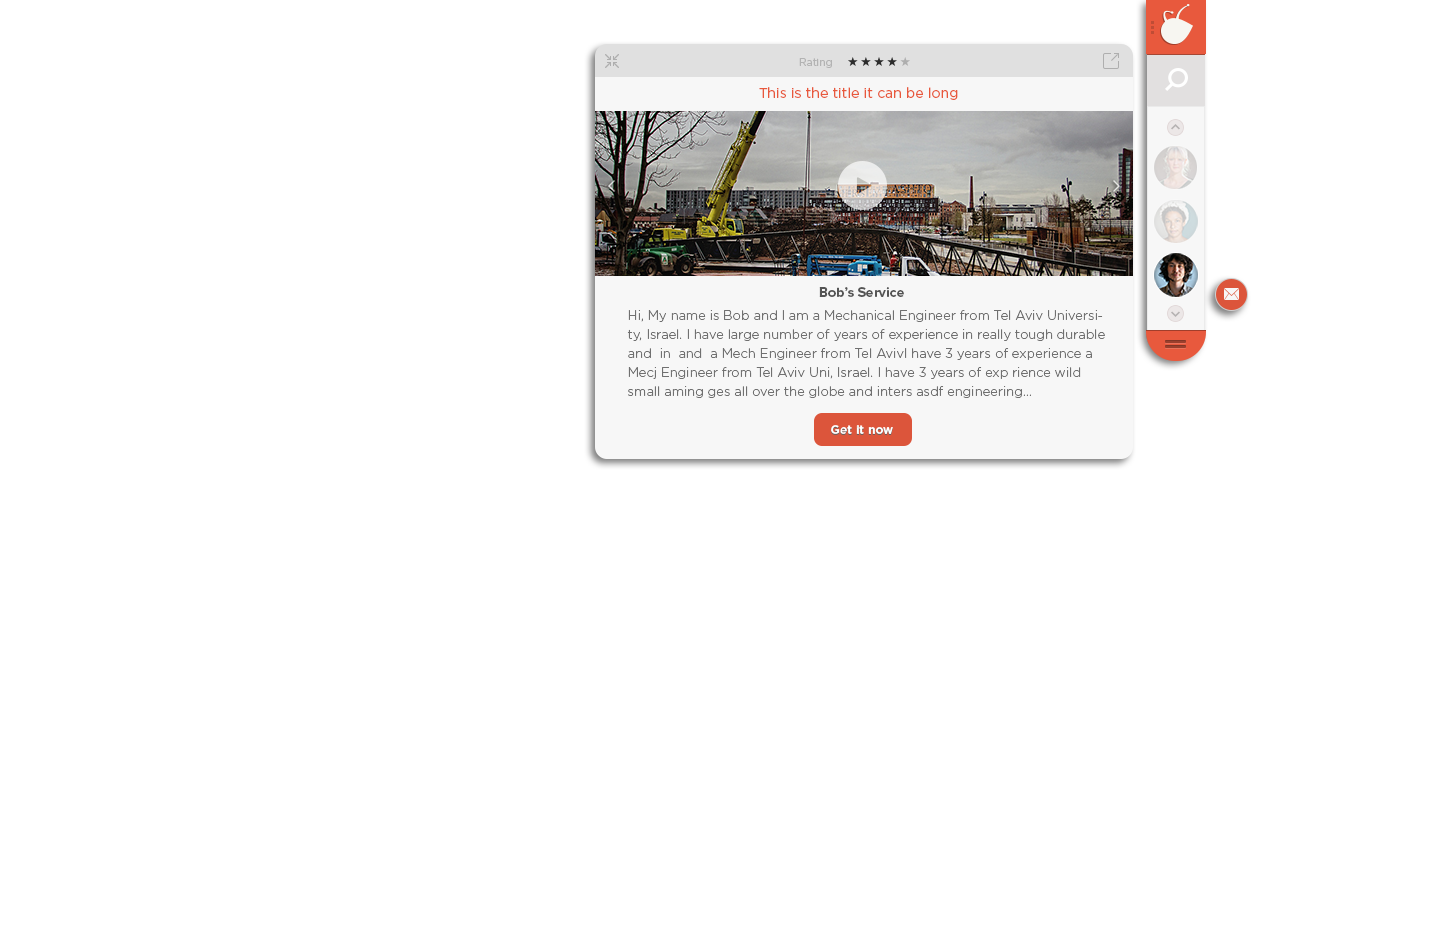 Rating
This is the title it can be long
Bob's Service
Hi, My name is Bob and I am a Mechanical Engineer from Tel Aviv Universi-
ty, Israel. I have large number of years of experience in really tough durable
and in and a Mech Engineer from Tel AvivI have 3 years of experience a
Mecj Engineer from Tel Aviv Uni, Israel. I have 3 years of exp rience wild
small aming ges all over the globe and inters asdf engineering...
Get it now